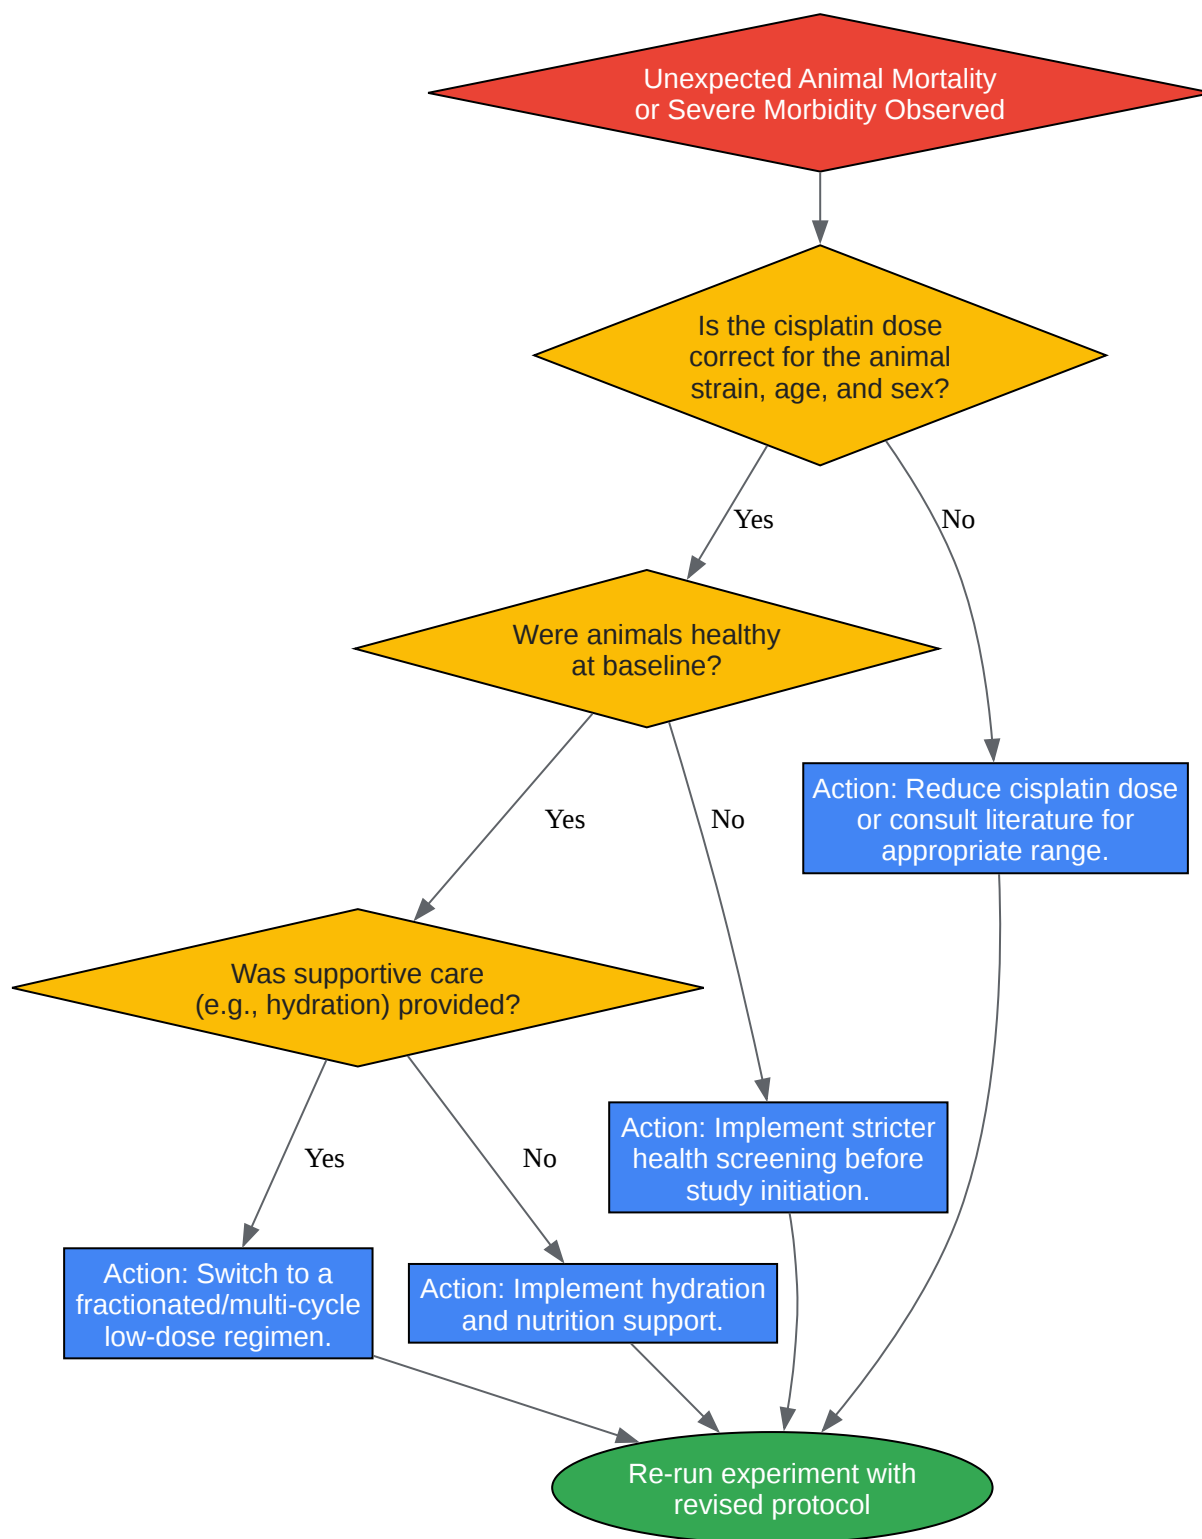 Unexpected Animal Mortality
or Severe Morbidity Observed
Is the cisplatin dose
correct for the animal
strain, age, and sex?
Yes
No
Were animals healthy
at baseline?
Yes
No
Action: Reduce cisplatin dose
or consult literature for
appropriate range.
Was supportive care
(e.g., hydration) provided?
Yes
No
Action: Implement stricter
health screening before
study initiation.
Action: Switch to a
fractionated/multi-cycle
low-dose regimen.
Action: Implement hydration
and nutrition support.
Re-run experiment with
revised protocol